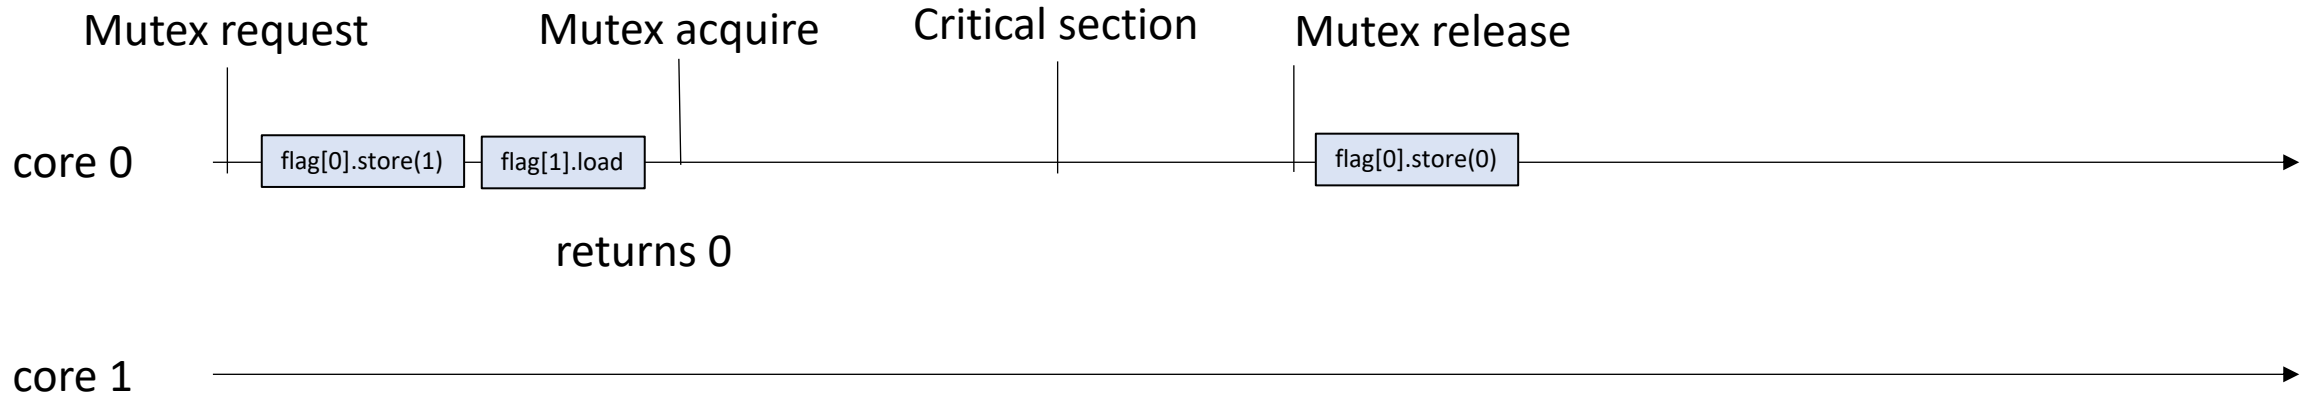 Mutex request
Mutex acquire
Critical section
Mutex release
core 0
flag[0].store(1)
flag[1].load
flag[0].store(0)
returns 0
core 1